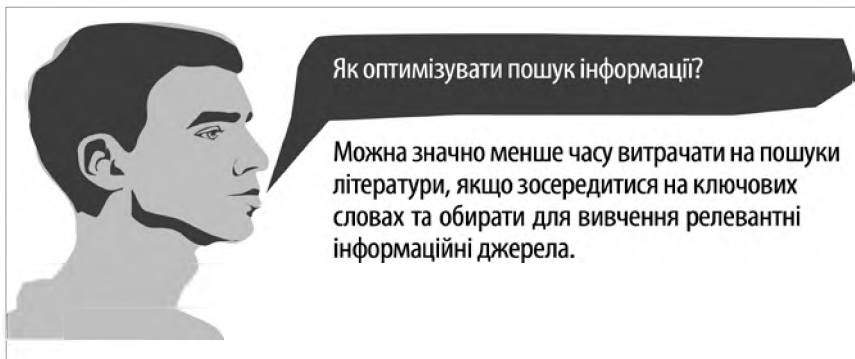 Як оптимізувати пошук інформації?
Можна значно менше часу витрачати на пошуки
літератури, якщо зосередитися на ключових
словах та обирати для вивчення релевантні
інформаційні джерела.